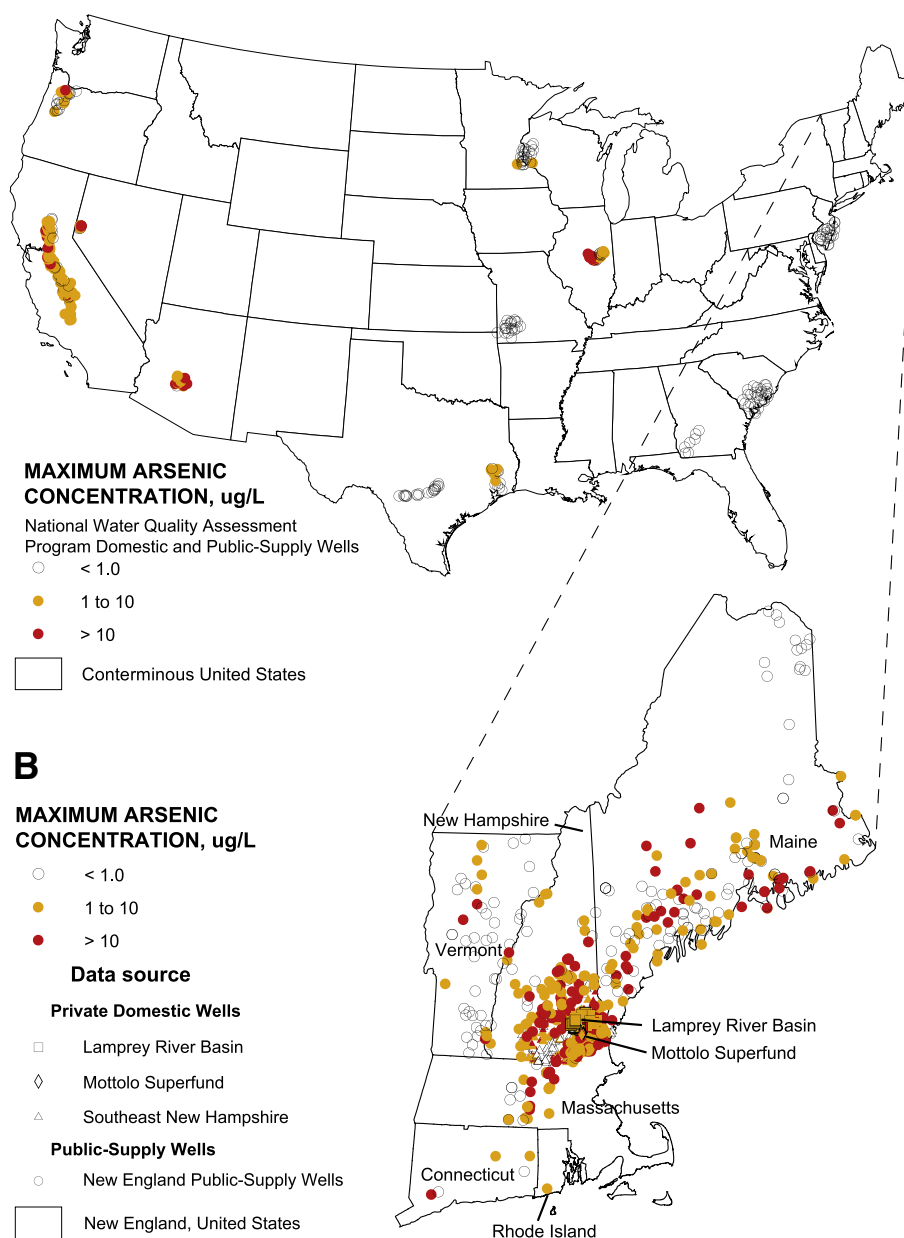 MAXIMUM ARSENIC
CONCENTRATION, ug/L
National Water Quality Assessment
Program Domestic and Public-Supply Wells
< 1.0
1 to 10
> 10
Conterminous United States
B
MAXIMUM ARSENIC
CONCENTRATION, ug/L
< 1.0
1 to 10
> 10
Data source
Private Domestic Wells
Lamprey River Basin
Mottolo Superfund
Southeast New Hampshire
Public-Supply Wells
New England Public-Supply Wells
New England, United States
New Hampshire
Maine
Vermont
Lamprey River Basin
Mottolo Superfund
Massachusetts
Connecticut
Rhode Island